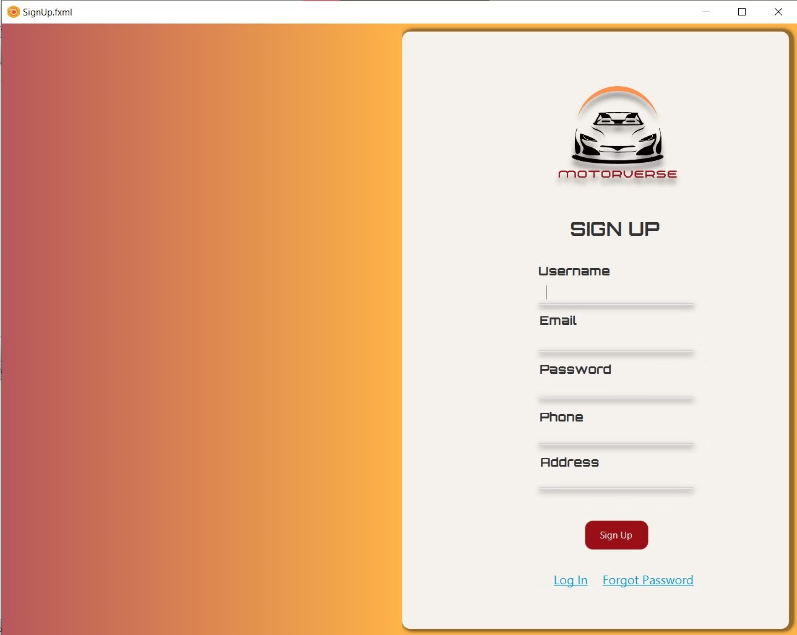 SignUp.fxml
MOTORVERSE
SIGN UP
Username
Email
Password
Phone
Address
Sign Up
Log In Forgot Password